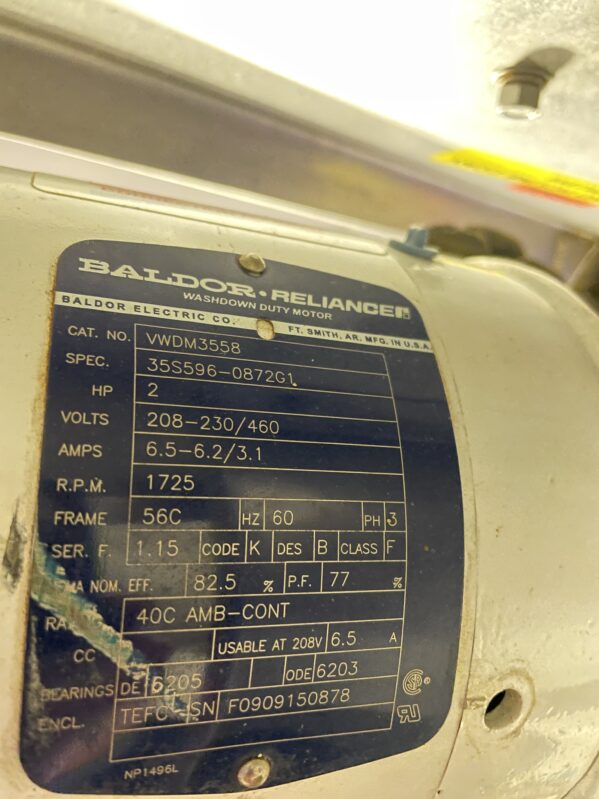 BALDOR • RELIANCE
WASHDOWN DUTY MOTOR
BALDOR ELECTRIC CO. FT. SMITH, AR. MFG. IN U.S.A.
CAT. NO. VWDM3558
SPEC. 35S596-0872G1
HP 2
VOLTS 208-230/460
AMPS 6.5-6.2/3.1
R.P.M. 1725
FRAME 56C HZ 60 PH 3
SER. F. 1.15 CODE K DES B CLASS F
NOM. EFF. 82.5 % P.F. 77 %
40C AMB-CONT
CC USABLE AT 208V 6.5 A
BEARINGS DE 6205 ODE 6203
ENCL. TEFC SN F0909150878
NP1496L